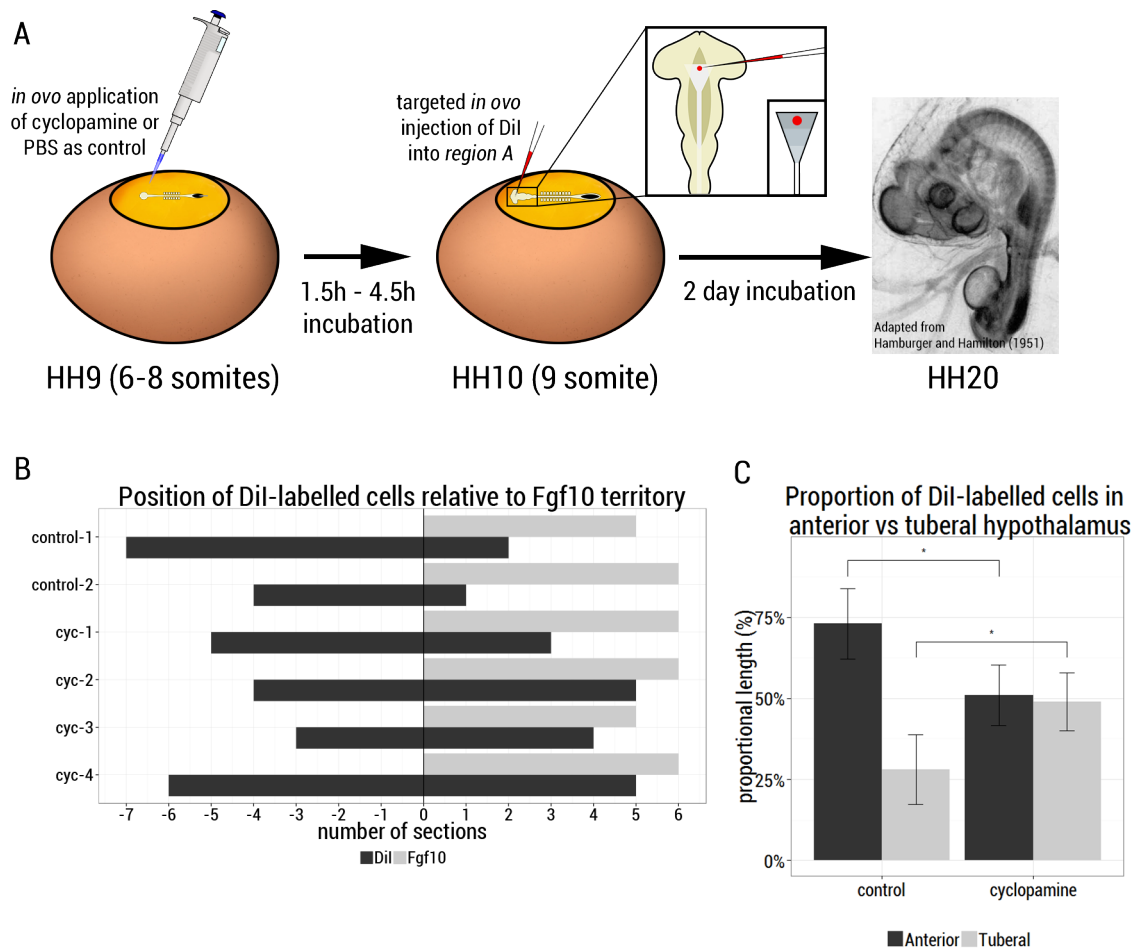 A
in ovo application
of cyclopamine or
PBS as control
targeted in ovo
injection of DiI
into region A
1.5h - 4.5h
incubation
2 day incubation
Adapted from
Hamburger and Hamilton (1951)
HH9 (6-8 somites)
HH10 (9 somite)
HH20
B
Position of DiI-labelled cells relative to Fgf10 territory
control-1
control-2
cyc-1
cyc-2
cyc-3
cyc-4
-7 -6 -5 -4 -3 -2 -1 0 1 2 3 4 5 6
number of sections
DiI Fgf10
C
Proportion of DiI-labelled cells in
anterior vs tuberal hypothalamus
proportional length (%)
* 
*
75%
50%
25%
0%
control cyclopamine
Anterior Tuberal